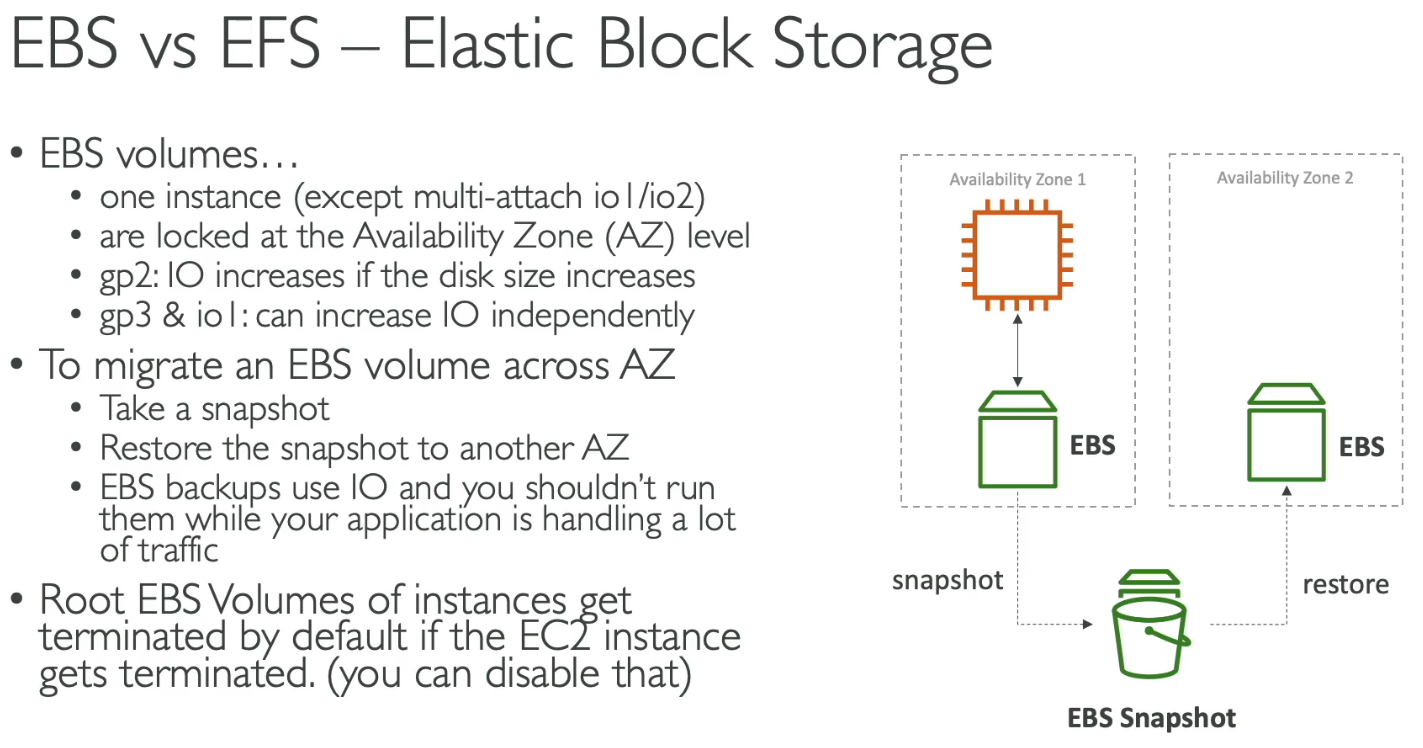 EBS vs EFS – Elastic Block Storage
• EBS volumes…
• one instance (except multi-attach io1/io2)
• are locked at the Availability Zone (AZ) level
• gp2: IO increases if the disk size increases
• gp3 & io1: can increase IO independently
• To migrate an EBS volume across AZ
• Take a snapshot
• Restore the snapshot to another AZ
• EBS backups use IO and you shouldn't run
them while your application is handling a lot
of traffic
• Root EBS Volumes of instances get
terminated by default if the EC2 instance
gets terminated. (you can disable that)
Availability Zone 1
EBS
Availability Zone 2
EBS
snapshot
restore
EBS Snapshot